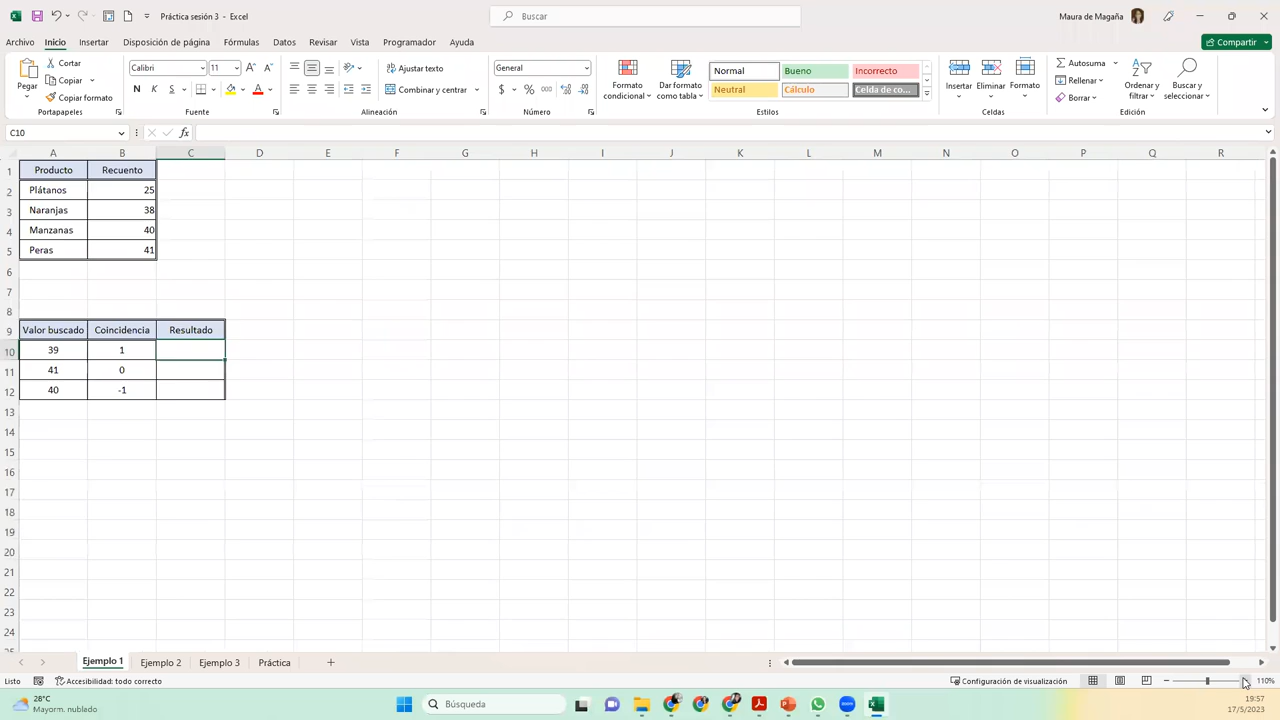 Práctica sesión 3 - Excel
Buscar
Maura de Magaña
Archivo Inicio Insertar Disposición de página Fórmulas Datos Revisar Vista Programador Ayuda
Compartir
Pegar
Cortar
Copiar
Copiar formato
Portapapeles
Calibri 11
N K S
Fuente
Ajustar texto
Combinar y centrar
Alineación
General
$ % 000
Número
Formato condicional
Dar formato como tabla
Normal Bueno Incorrecto
Neutral Cálculo Celda de co...
Estilos
Insertar Eliminar Formato
Celdas
Autosuma
Rellenar
Borrar
Ordenar y filtrar
Buscar y seleccionar
Edición
C10 fx
A B C D E F G H I J K L M N O P Q R
1 Producto Recuento
2 Plátanos 25
3 Naranjas 38
4 Manzanas 40
5 Peras 41
6
7
8
9 Valor buscado Coincidencia Resultado
10 39 1
11 41 0
12 40 -1
13
14
15
16
17
18
19
20
21
22
23
24
25
Ejemplo 1 Ejemplo 2 Ejemplo 3 Práctica
Listo Accesibilidad: todo correcto Configuración de visualización 110%
28°C
Mayorm. nublado
Búsqueda
zoom
19:57
17/5/2023